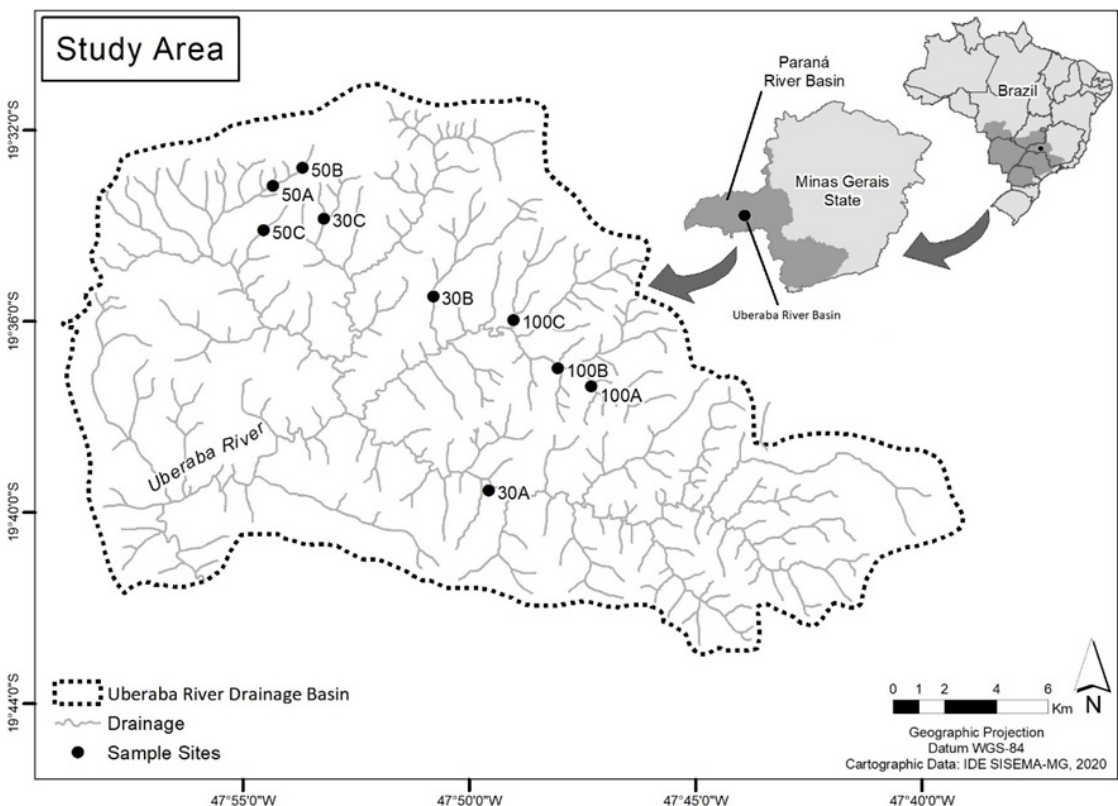 Study Area
Paraná
River Basin
Brazil
Minas Gerais
State
Uberaba River Basin
19°32'0"S
19°36'0"S
19°40'0"S
19°44'0"S
50B
50A
30C
50C
30B
100C
100B
100A
30A
Uberaba River
Uberaba River Drainage Basin
Drainage
Sample Sites
0 1 2 4 6
Km
N
Geographic Projection
Datum WGS-84
Cartographic Data: IDE SISEMA-MG, 2020
47°55'0"W
47°50'0"W
47°45'0"W
47°40'0"W